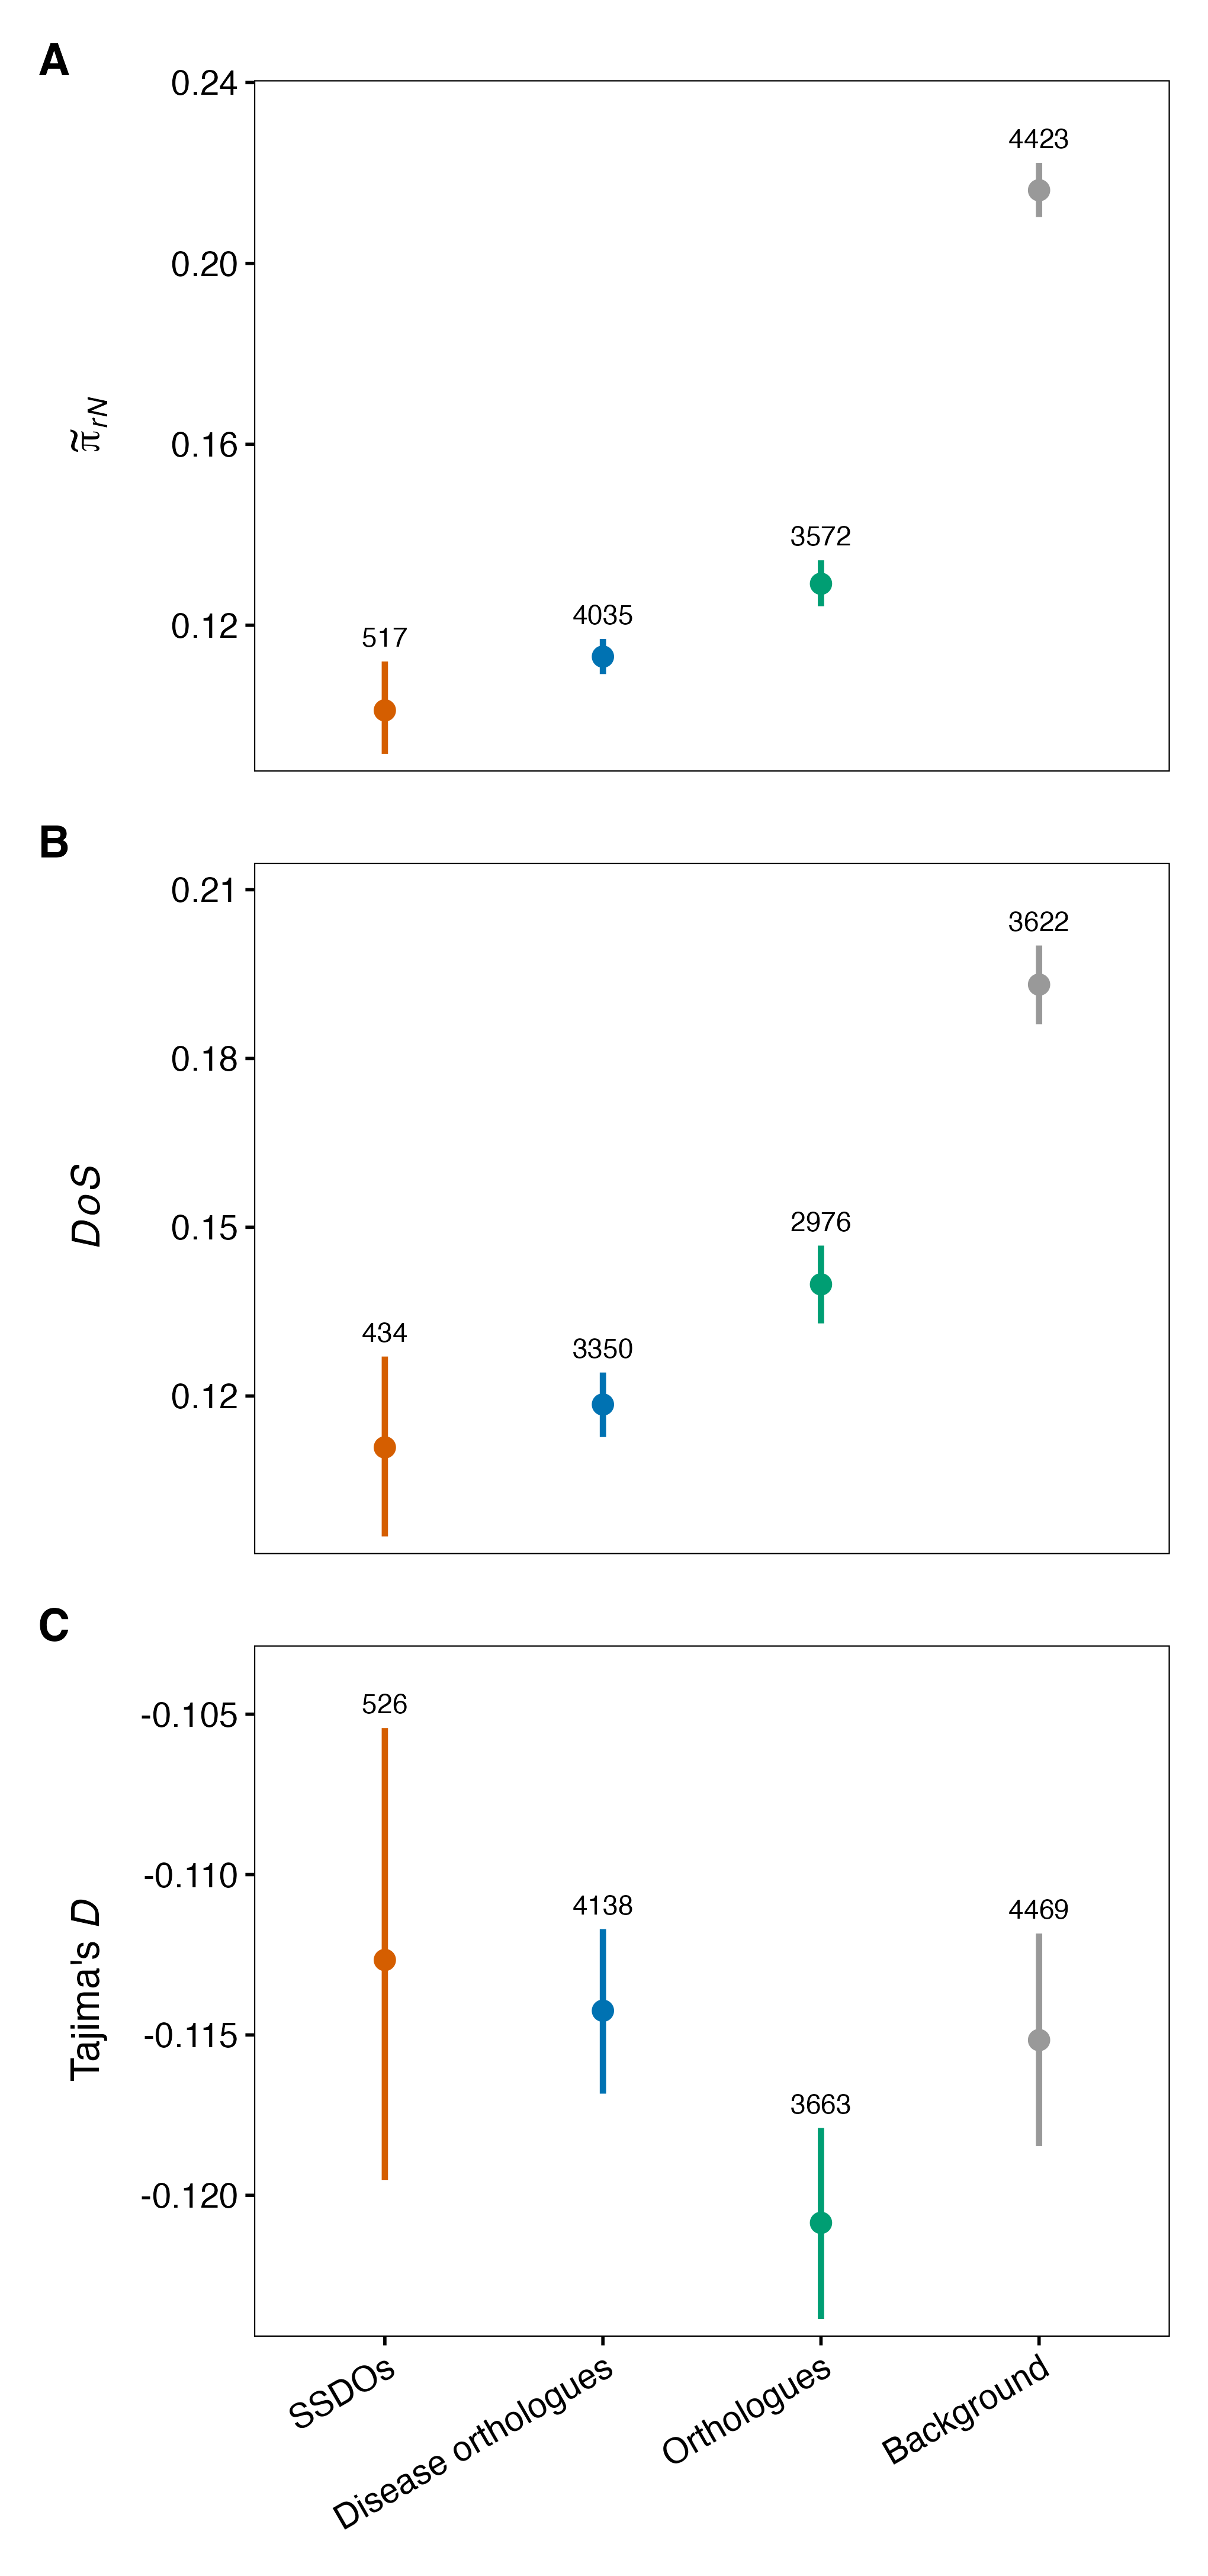 A
0.24
0.20
0.16
0.12
π̃rN
4423
3572
4035
517
B
0.21
0.18
0.15
0.12
DoS
3622
2976
3350
434
C
-0.105
-0.110
-0.115
-0.120
Tajima's D
526
4138
4469
3663
SSDOs
Disease orthologues
Orthologues
Background